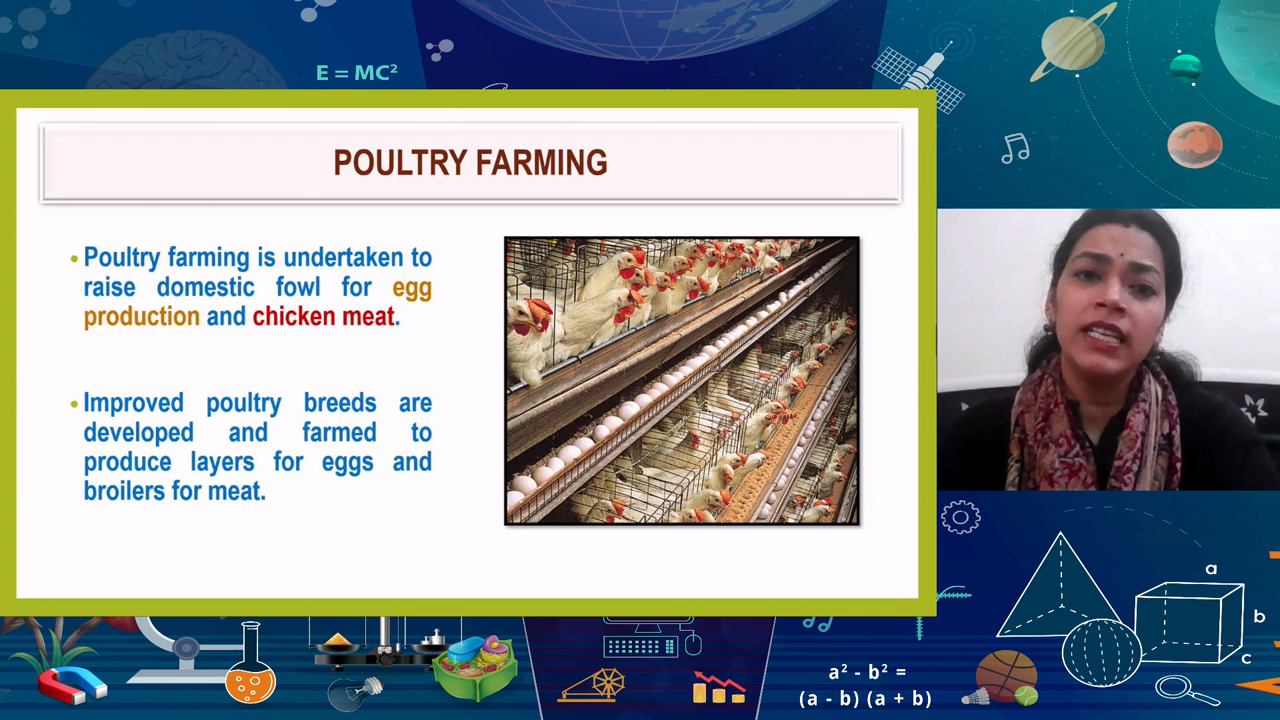 E = MC²
POULTRY FARMING
• Poultry farming is undertaken to
raise domestic fowl for egg
production and chicken meat.
• Improved poultry breeds are
developed and farmed to
produce layers for eggs and
broilers for meat.
a
b
c
a² - b² =
(a - b) (a + b)